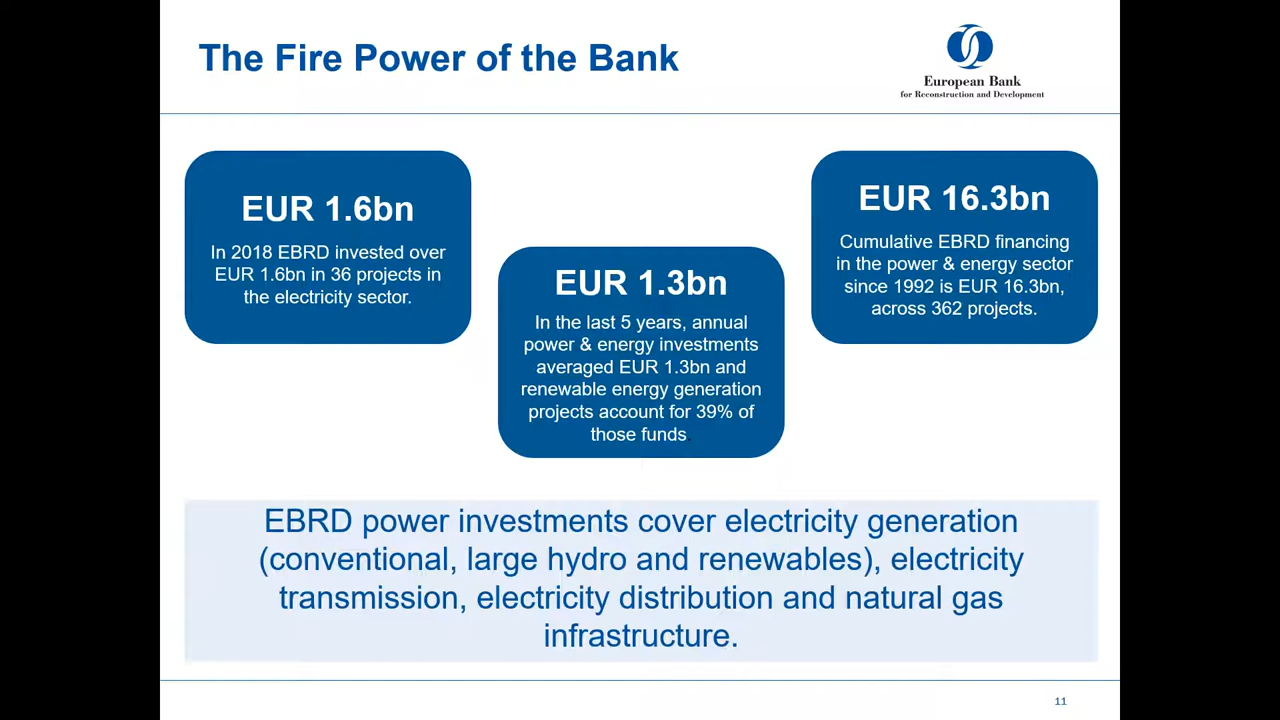 The Fire Power of the Bank
European Bank
for Reconstruction and Development
EUR 1.6bn
In 2018 EBRD invested over
EUR 1.6bn in 36 projects in
the electricity sector.
EUR 1.3bn
In the last 5 years, annual
power & energy investments
averaged EUR 1.3bn and
renewable energy generation
projects account for 39% of
those funds.
EUR 16.3bn
Cumulative EBRD financing
in the power & energy sector
since 1992 is EUR 16.3bn,
across 362 projects.
EBRD power investments cover electricity generation
(conventional, large hydro and renewables), electricity
transmission, electricity distribution and natural gas
infrastructure.
11